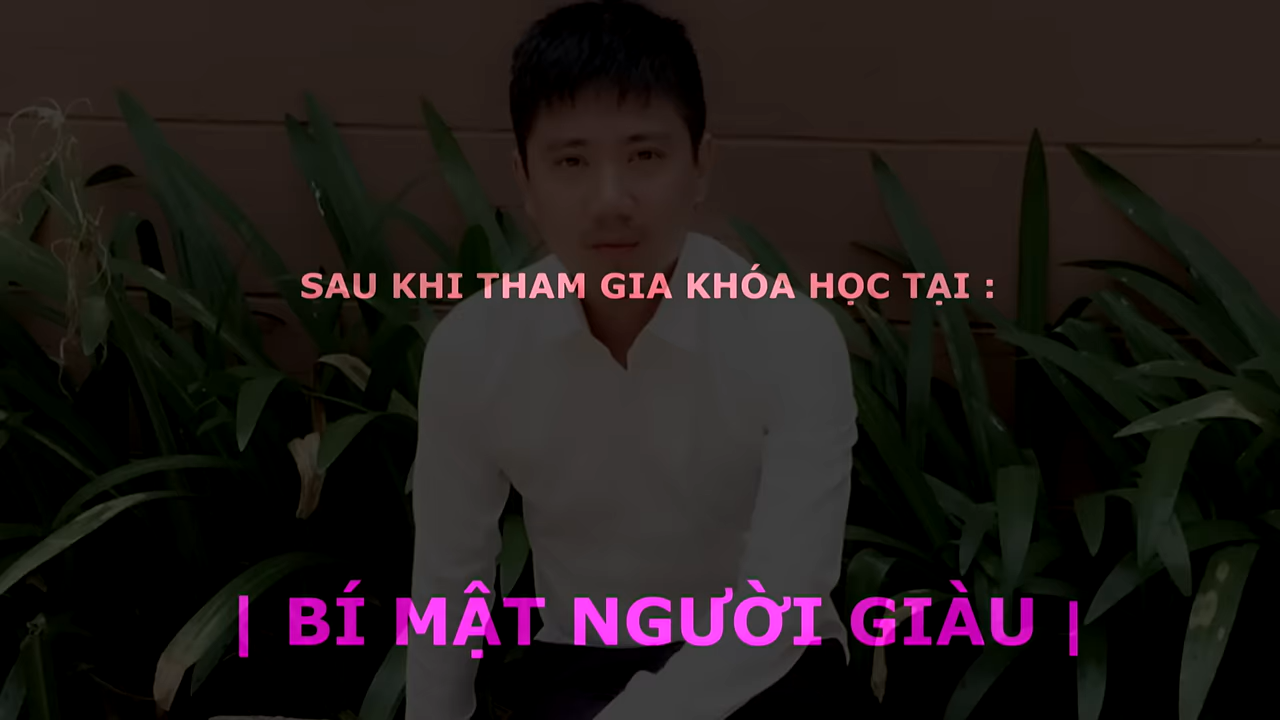 SAU KHI THAM GIA KHÓA HỌC TẠI :
| BÍ MẬT NGƯỜI GIÀU |